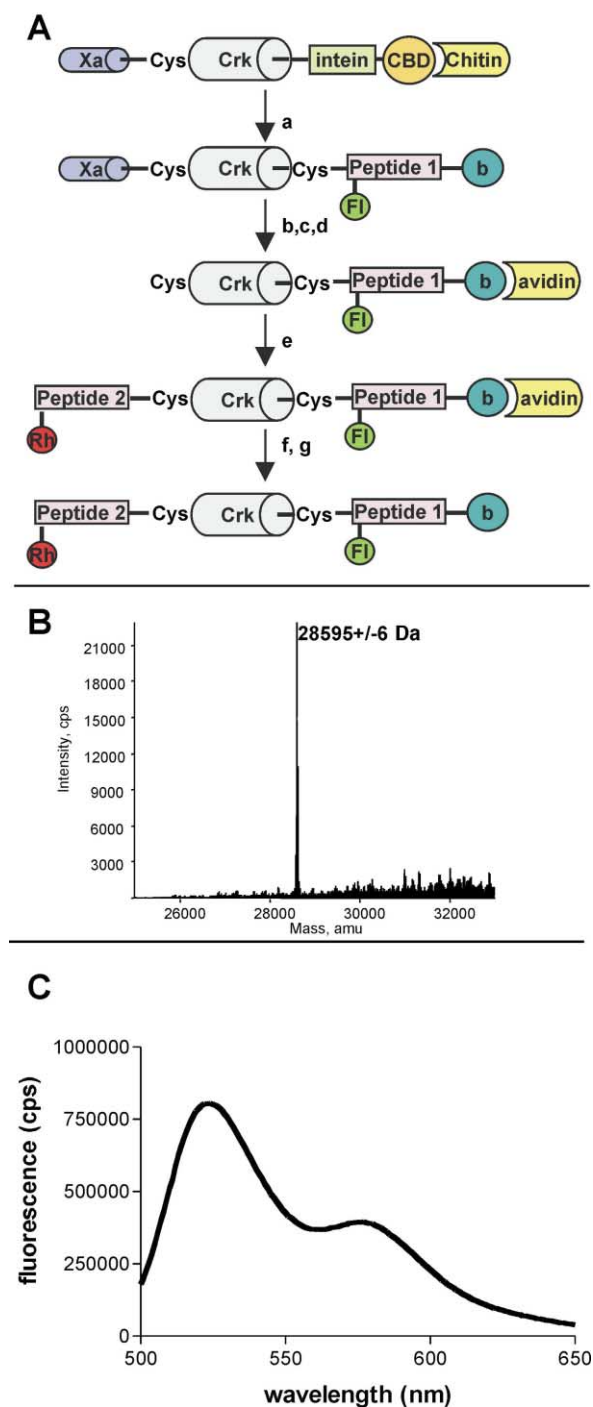 A
Xa Cys Crk intein CBD Chitin
a
Xa Cys Crk Cys Peptide 1 b
Fl
b,c,d
Cys Crk Cys Peptide 1 b avidin
Fl
e
Peptide 2 Cys Crk Cys Peptide 1 b avidin
Rh Fl
f, g
Peptide 2 Cys Crk Cys Peptide 1 b
Rh Fl
B
28595+/-6 Da
Intensity, cps
21000
18000
15000
12000
9000
6000
3000
26000 28000 30000 32000
Mass, amu
C
fluorescence (cps)
1000000
750000
500000
250000
0
500 550 600 650
wavelength (nm)